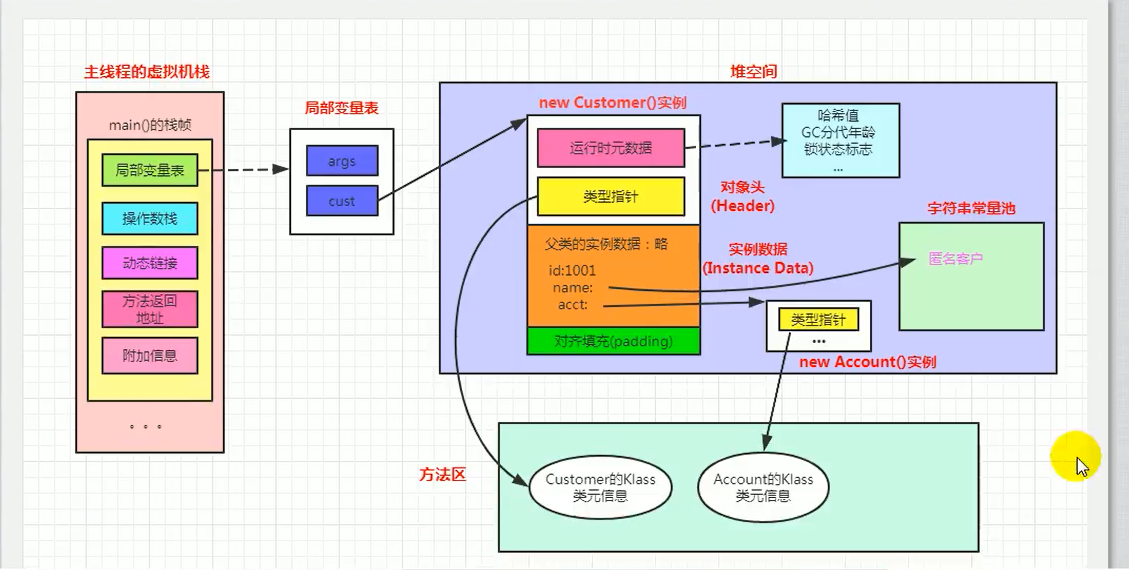 主线程的虚拟机栈
main()的栈帧
局部变量表
操作数栈
动态链接
方法返回
地址
附加信息
。。。
局部变量表
args
cust
堆空间
new Customer()实例
运行时元数据
类型指针
哈希值
GC分代年龄
锁状态标志
...
对象头
(Header)
父类的实例数据：略
id:1001
name:
acct:
实例数据
(Instance Data)
对齐填充(padding)
字符串常量池
匿名客户
类型指针
...
new Account()实例
方法区
Customer的Klass
类元信息
Account的Klass
类元信息